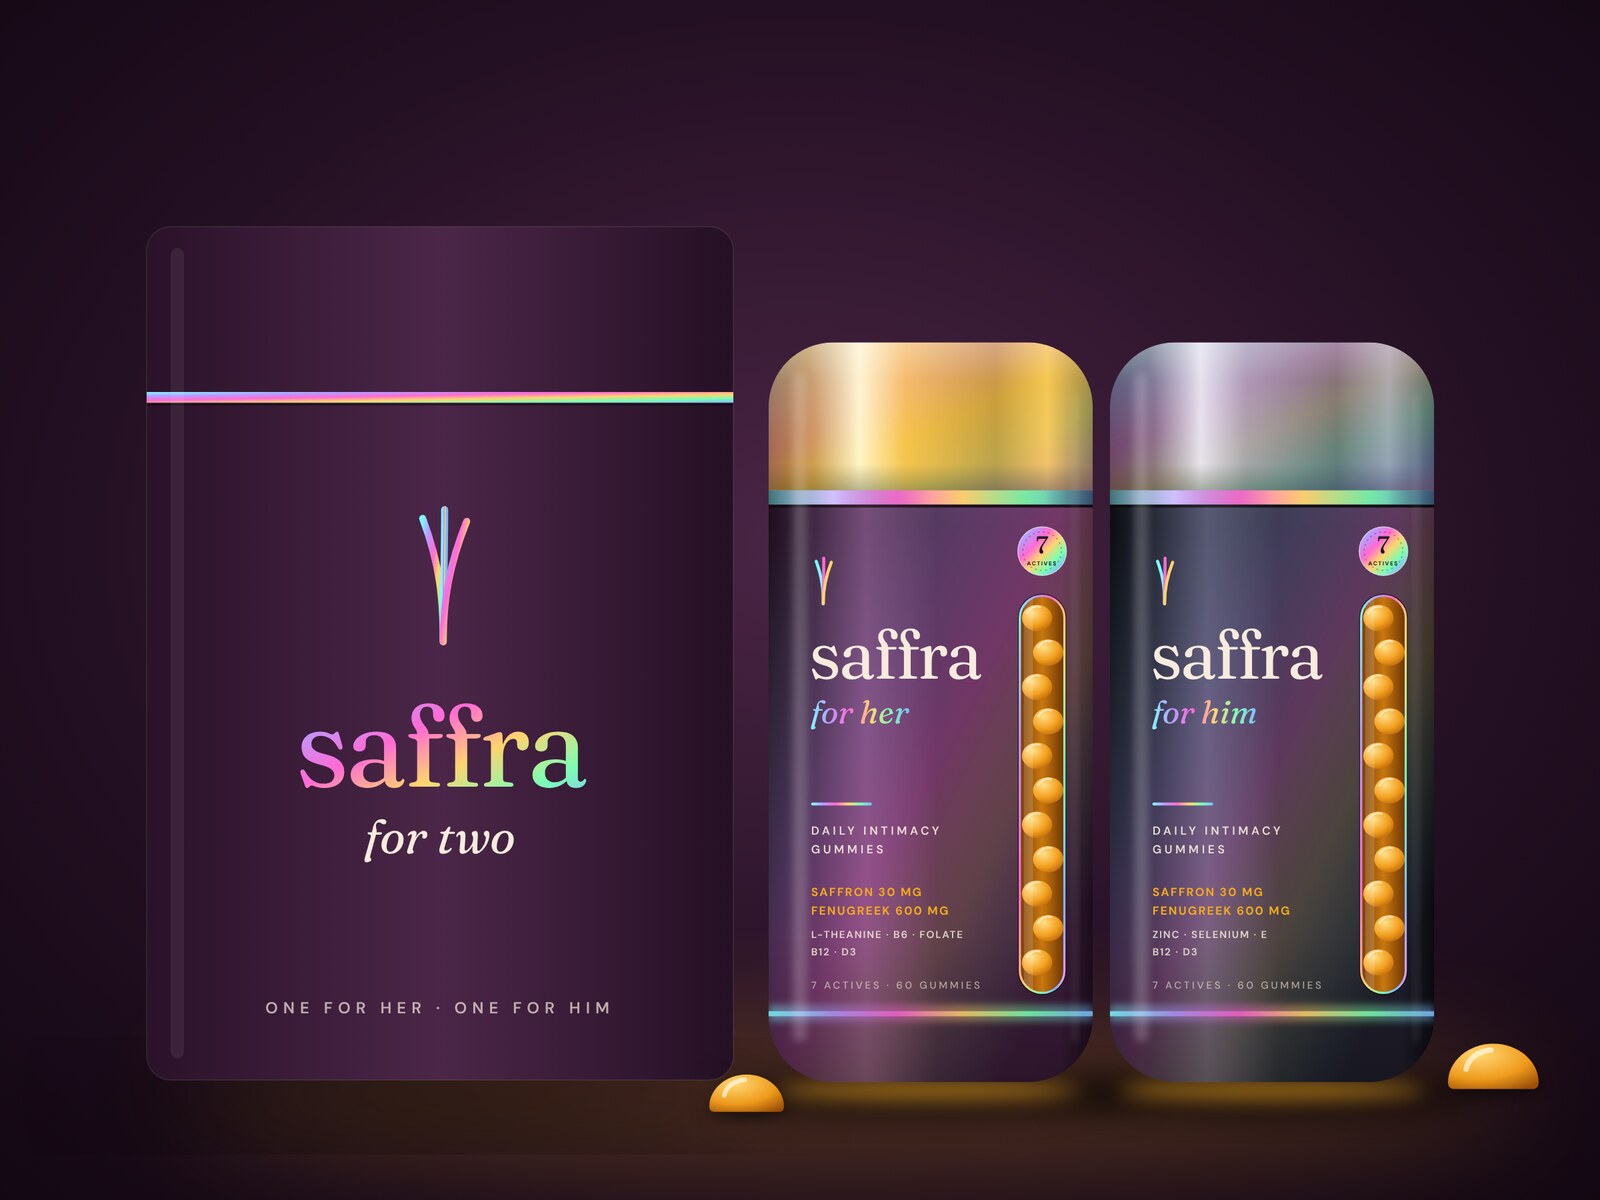 saffra
for two
ONE FOR HER · ONE FOR HIM
7
ACTIVES
saffra
for her
DAILY INTIMACY
GUMMIES
SAFFRON 30 MG
FENUGREEK 600 MG
L-THEANINE · B6 · FOLATE
B12 · D3
7 ACTIVES · 60 GUMMIES
7
ACTIVES
saffra
for him
DAILY INTIMACY
GUMMIES
SAFFRON 30 MG
FENUGREEK 600 MG
ZINC · SELENIUM · E
B12 · D3
7 ACTIVES · 60 GUMMIES